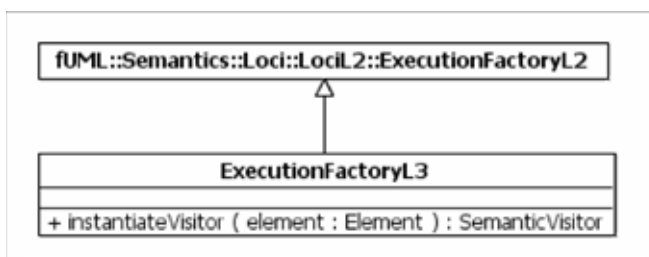 fUML::Semantics::Loci::LociL2::ExecutionFactoryL2
ExecutionFactoryL3
+ instantiateVisitor ( element : Element ) : SemanticVisitor